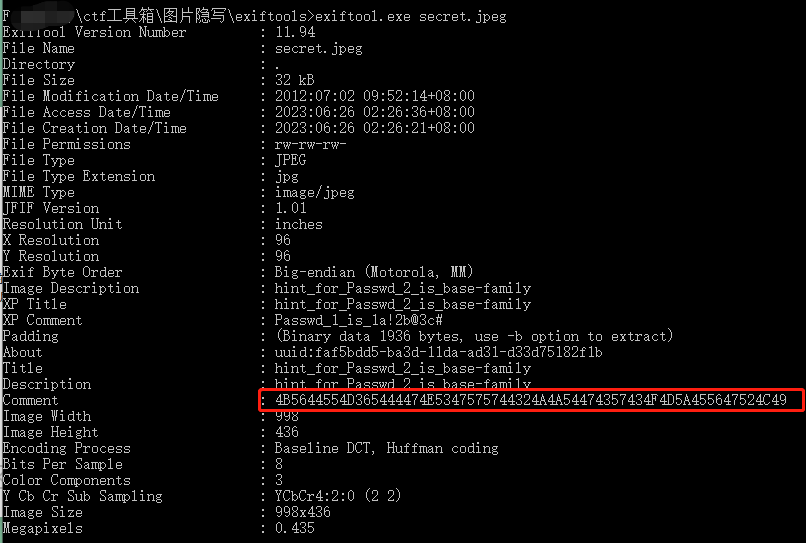 F \ctf工具箱\图片隐写\exiftools>exiftool.exe secret.jpeg
ExifTool Version Number : 11.94
File Name : secret.jpeg
Directory : .
File Size : 32 kB
File Modification Date/Time : 2012:07:02 09:52:14+08:00
File Access Date/Time : 2023:06:26 02:26:36+08:00
File Creation Date/Time : 2023:06:26 02:26:21+08:00
File Permissions : rw-rw-rw-
File Type : JPEG
File Type Extension : jpg
MIME Type : image/jpeg
JFIF Version : 1.01
Resolution Unit : inches
X Resolution : 96
Y Resolution : 96
Exif Byte Order : Big-endian (Motorola, MM)
Image Description : hint_for_Passwd_2_is_base-family
XP Title : hint_for_Passwd_2_is_base-family
XP Comment : Passwd_1_is_1a!2b@3c#
Padding : (Binary data 1936 bytes, use -b option to extract)
About : uuid:faf5bdd5-ba3d-11da-ad31-d33d75182f1b
Title : hint_for_Passwd_2_is_base-family
Description : hint_for_Passwd_2_is_base-family
Comment : 4B5644554D365444474E5347575744324A4A54474357434F4D5A455647524C49
Image Width : 998
Image Height : 436
Encoding Process : Baseline DCT, Huffman coding
Bits Per Sample : 8
Color Components : 3
Y Cb Cr Sub Sampling : YCbCr4:2:0 (2 2)
Image Size : 998x436
Megapixels : 0.435